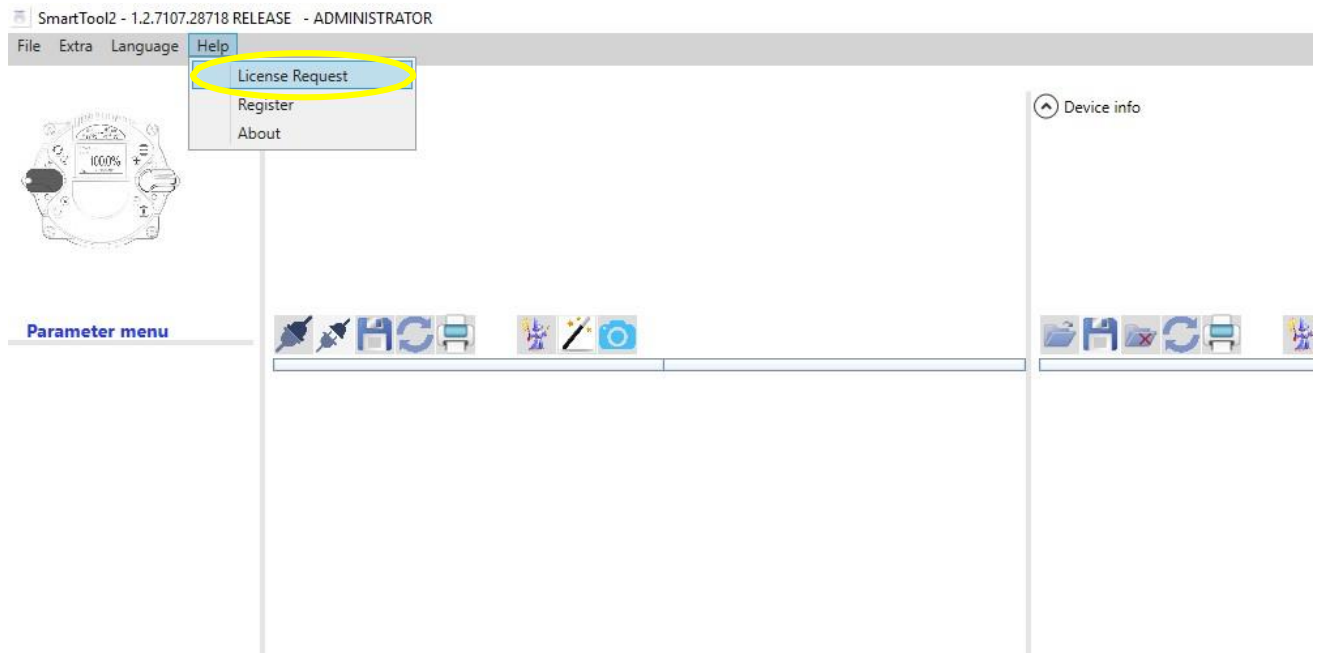 SmartTool2 - 1.2.7107.28718 RELEASE - ADMINISTRATOR
File Extra Language Help
License Request
Register
About
Device info
100.0%
Parameter menu